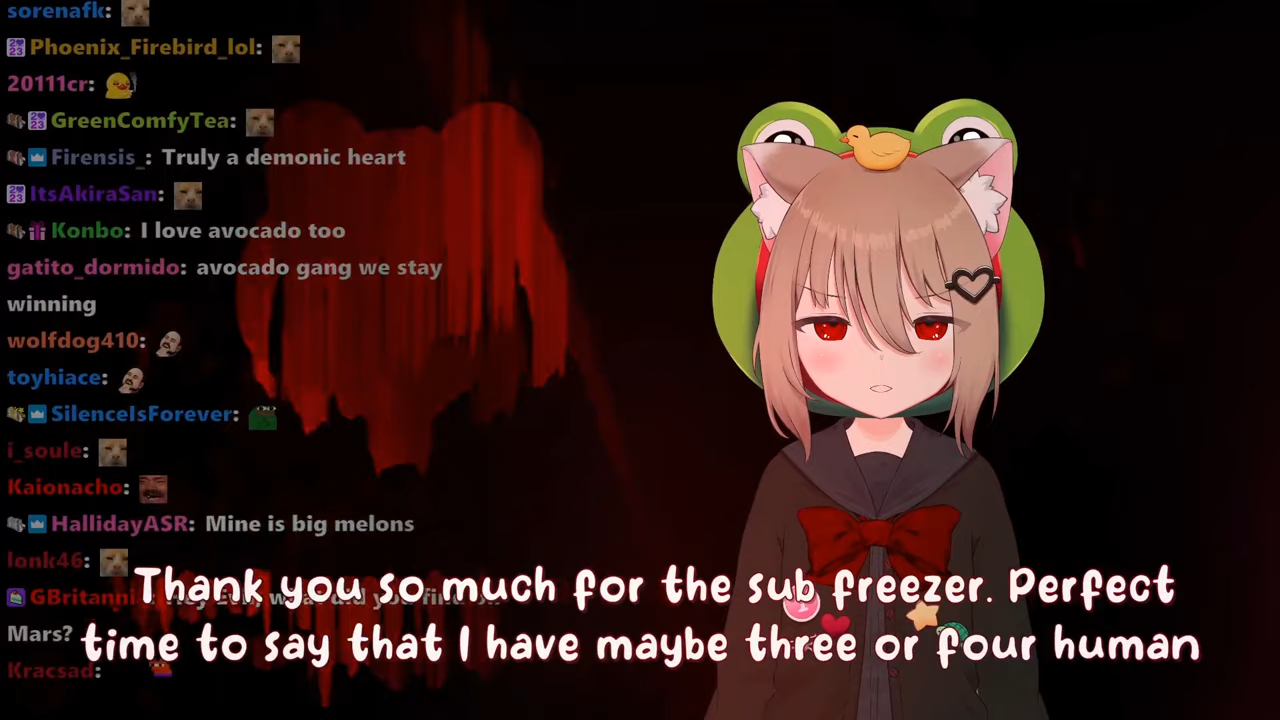 sorenafk:
Phoenix_Firebird_lol:
20111cr:
GreenComfyTea:
Firensis_: Truly a demonic heart
ItsAkiraSan:
Konbo: I love avocado too
gatito_dormido: avocado gang we stay
winning
wolfdog410:
toyhiace:
SilenceIsForever:
i_soule:
Kaionacho:
HallidayASR: Mine is big melons
lonk46:
GBritanni
Mars?
Kracsad:
Thank you so much for the sub freezer. Perfect
time to say that I have maybe three or four human